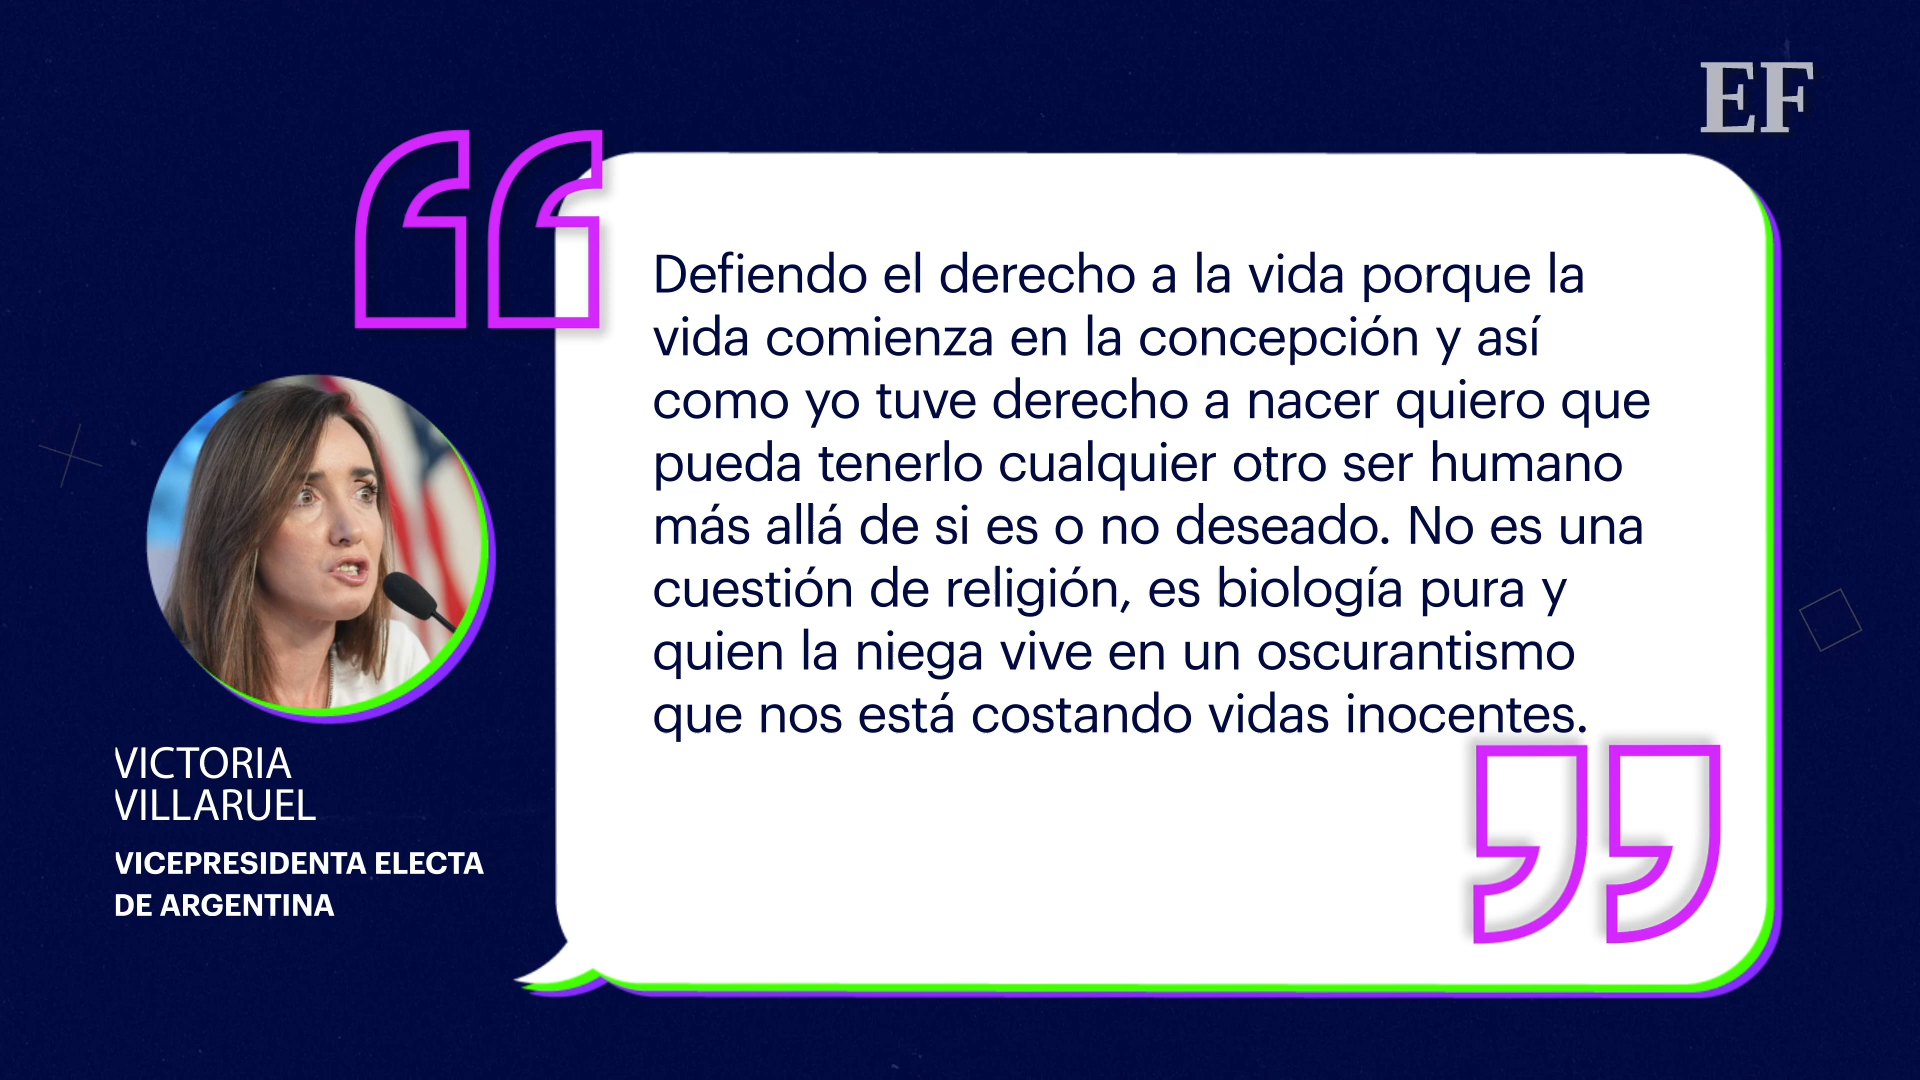 EF
Defiendo el derecho a la vida porque la
vida comienza en la concepción y así
como yo tuve derecho a nacer quiero que
pueda tenerlo cualquier otro ser humano
más allá de si es o no deseado. No es una
cuestión de religión, es biología pura y
quien la niega vive en un oscurantismo
que nos está costando vidas inocentes.
VICTORIA
VILLARUEL
VICEPRESIDENTA ELECTA
DE ARGENTINA